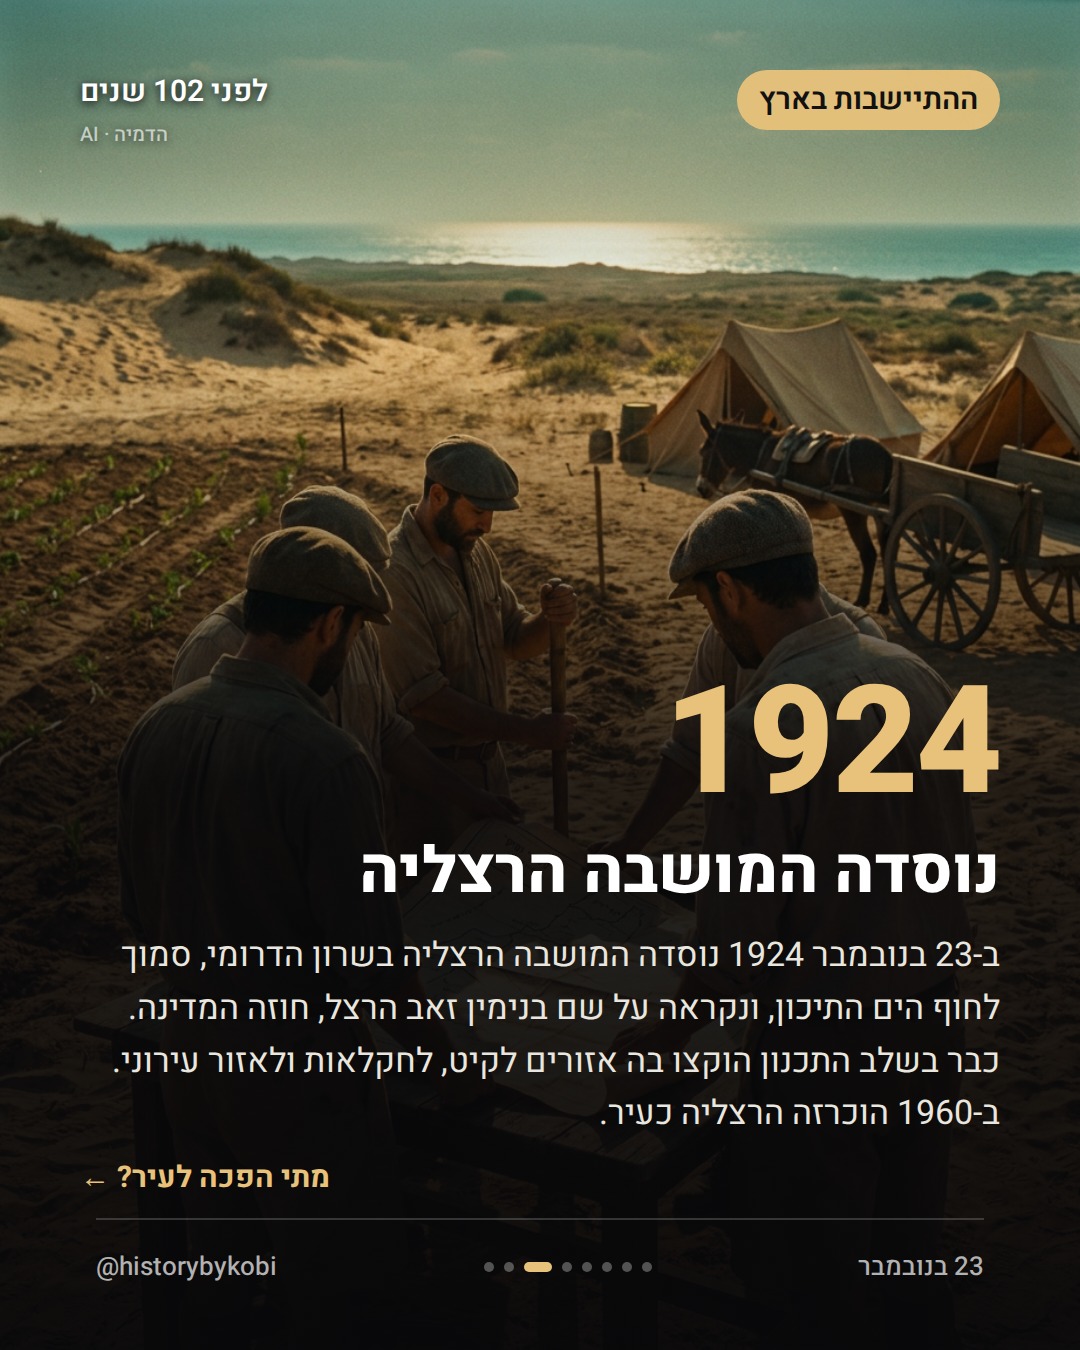 ההתיישבות בארץ
לפני 102 שנים
הדמיה · AI
1924
נוסדה המושבה הרצליה
ב-23 בנובמבר 1924 נוסדה המושבה הרצליה בשרון הדרומי, סמוך
לחוף הים התיכון, ונקראה על שם בנימין זאב הרצל, חוזה המדינה.
כבר בשלב התכנון הוקצו בה אזורים לקיט, לחקלאות ולאזור עירוני.
ב-1960 הוכרזה הרצליה כעיר.
מתי הפכה לעיר? ←
23 בנובמבר
@historybykobi